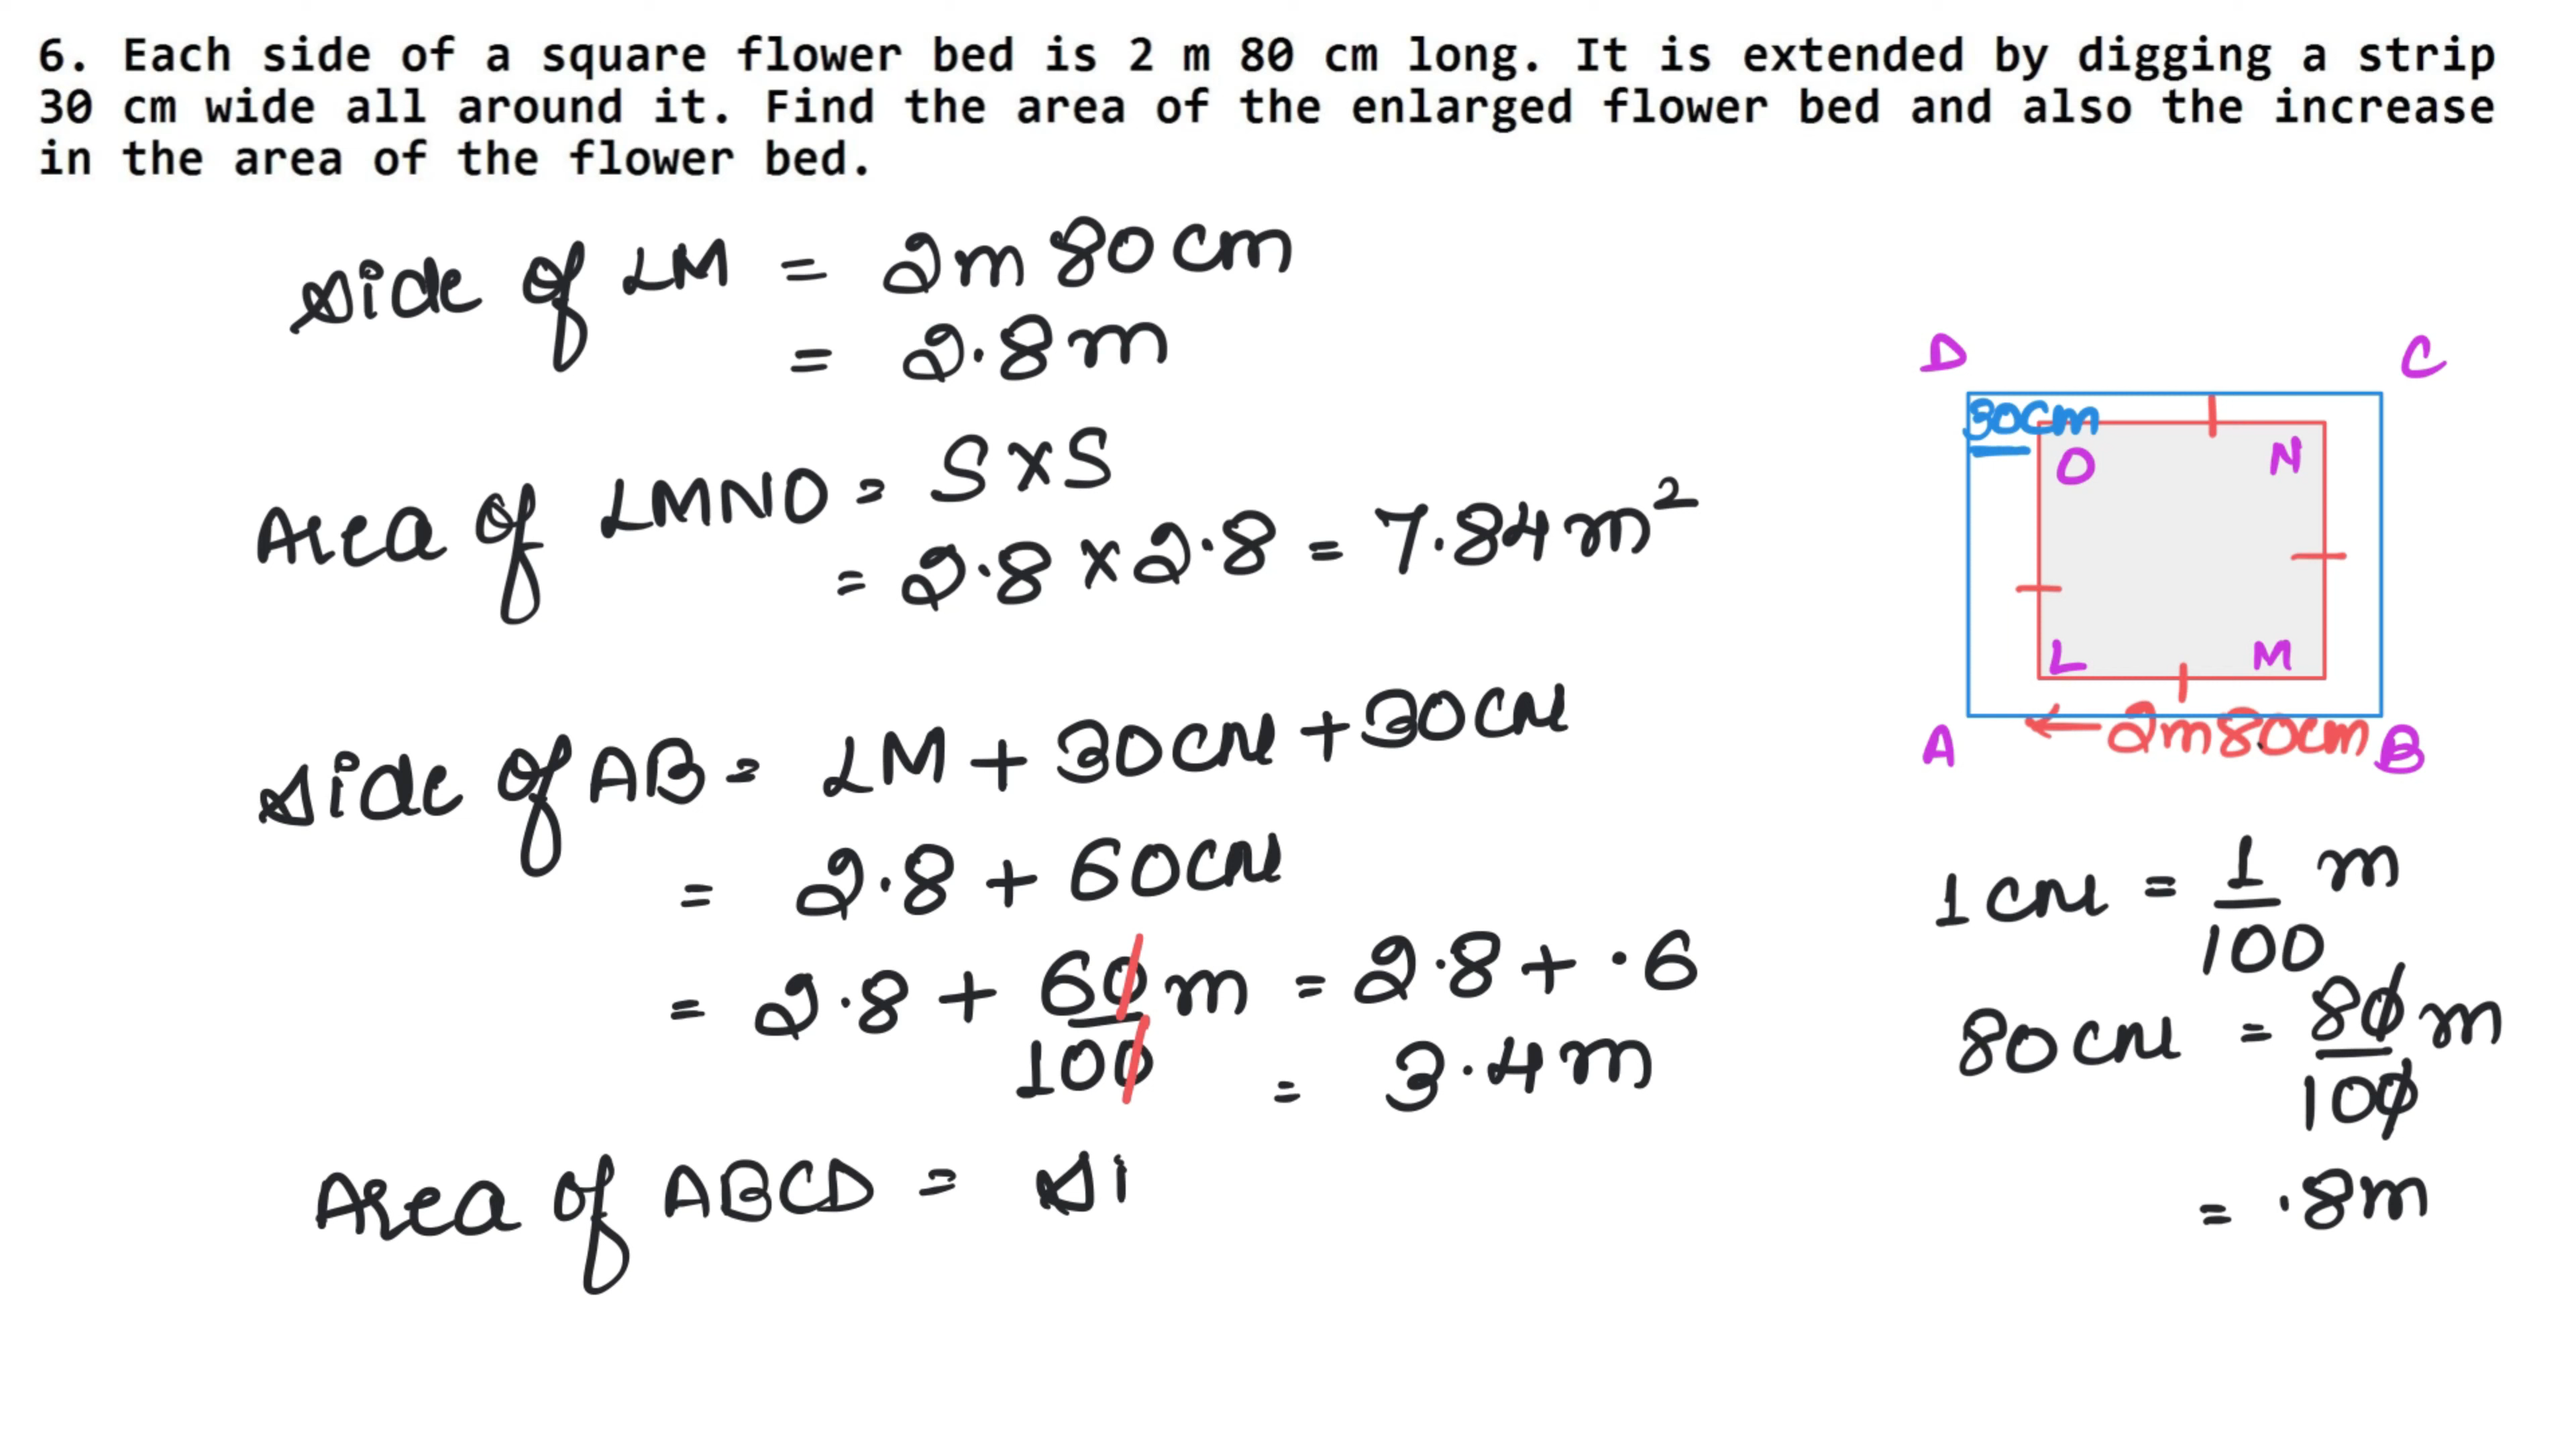 6. Each side of a square flower bed is 2 m 80 cm long. It is extended by digging a strip
30 cm wide all around it. Find the area of the enlarged flower bed and also the increase
in the area of the flower bed.
side of LM = 2m 80cm
= 2.8m
Area of LMNO = S×S
= 2.8×2.8 = 7.84m²
side of AB = LM + 30cm + 30cm
= 2.8 + 60cm
= 2.8 + 60/100 m = 2.8 + .6
= 3.4m
Area of ABCD = si
D C
30cm
O N
L M
A 2m80cm B
1cm = 1/100 m
80cm = 80/100 m
= .8m